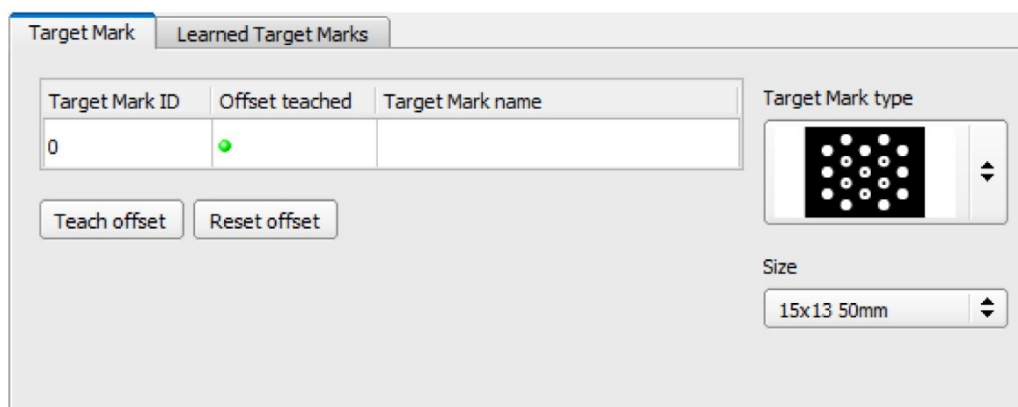 Target Mark
Learned Target Marks
Target Mark ID
Offset teached
Target Mark name
0
Teach offset
Reset offset
Target Mark type
Size
15x13 50mm